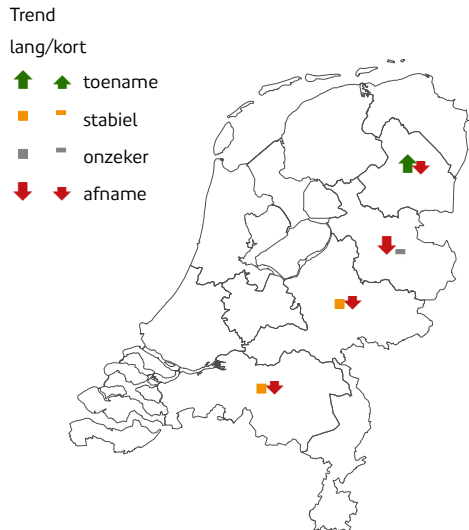 Trend
lang/kort
toename
stabiel
onzeker
afname